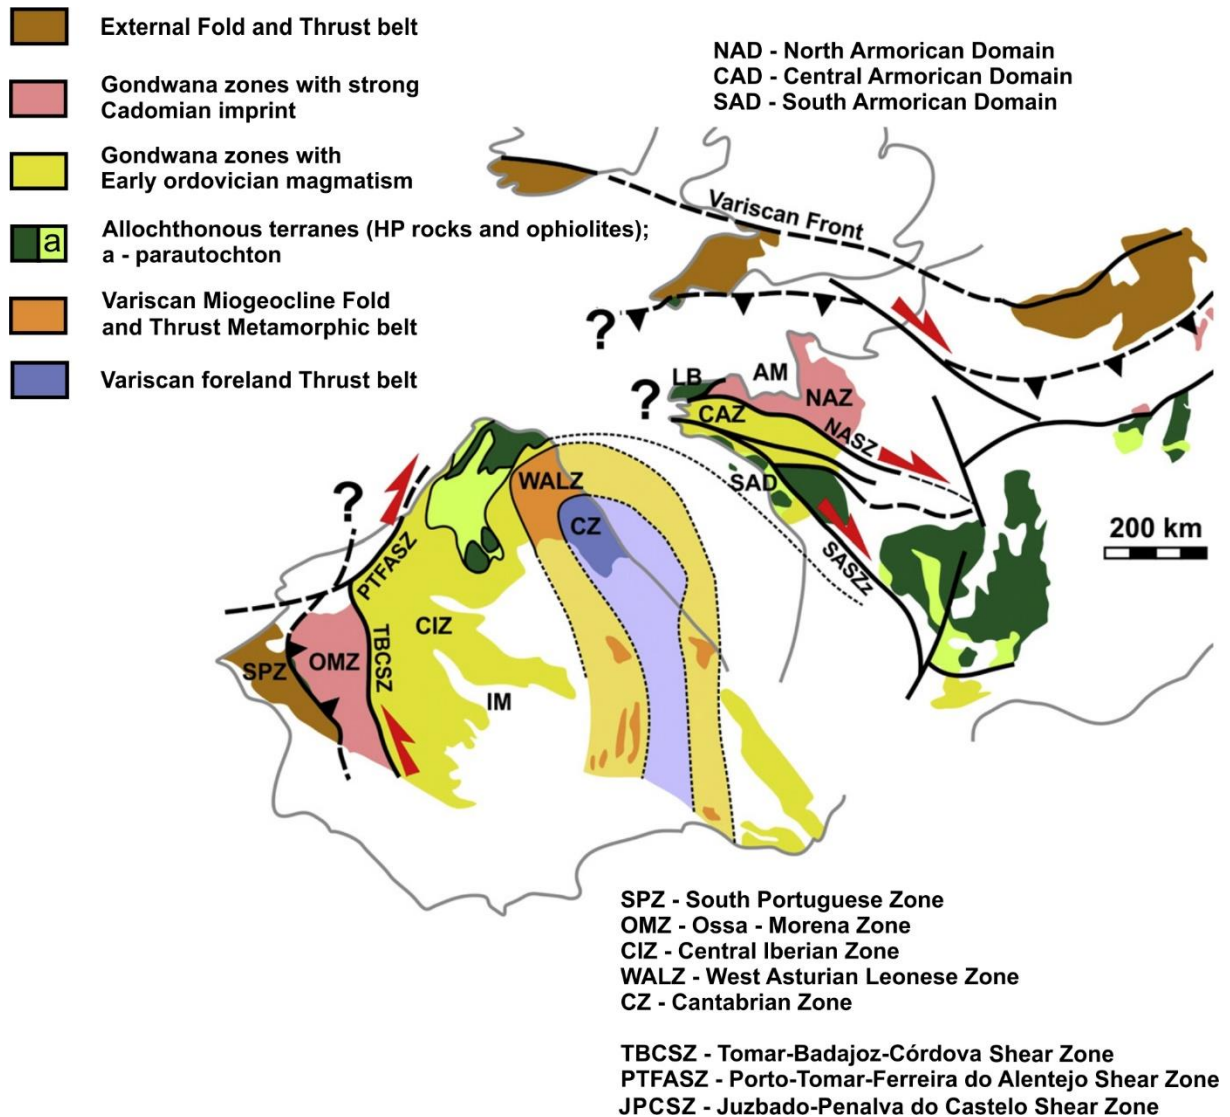 External Fold and Thrust belt
Gondwana zones with strong
Cadomian imprint
Gondwana zones with
Early ordovician magmatism
a
Allochthonous terranes (HP rocks and ophiolites);
a - parautochton
Variscan Miogeocline Fold
and Thrust Metamorphic belt
Variscan foreland Thrust belt
NAD - North Armorican Domain
CAD - Central Armorican Domain
SAD - South Armorican Domain
Variscan Front
?
LB
AM
NAZ
?
CAZ
NASZ
WALZ
SAD
?
CZ
200 km
PTFASZ
SASZz
CIZ
TBCSZ
OMZ
SPZ
IM
SPZ - South Portuguese Zone
OMZ - Ossa - Morena Zone
CIZ - Central Iberian Zone
WALZ - West Asturian Leonese Zone
CZ - Cantabrian Zone
TBCSZ - Tomar-Badajoz-Córdova Shear Zone
PTFASZ - Porto-Tomar-Ferreira do Alentejo Shear Zone
JPCSZ - Juzbado-Penalva do Castelo Shear Zone